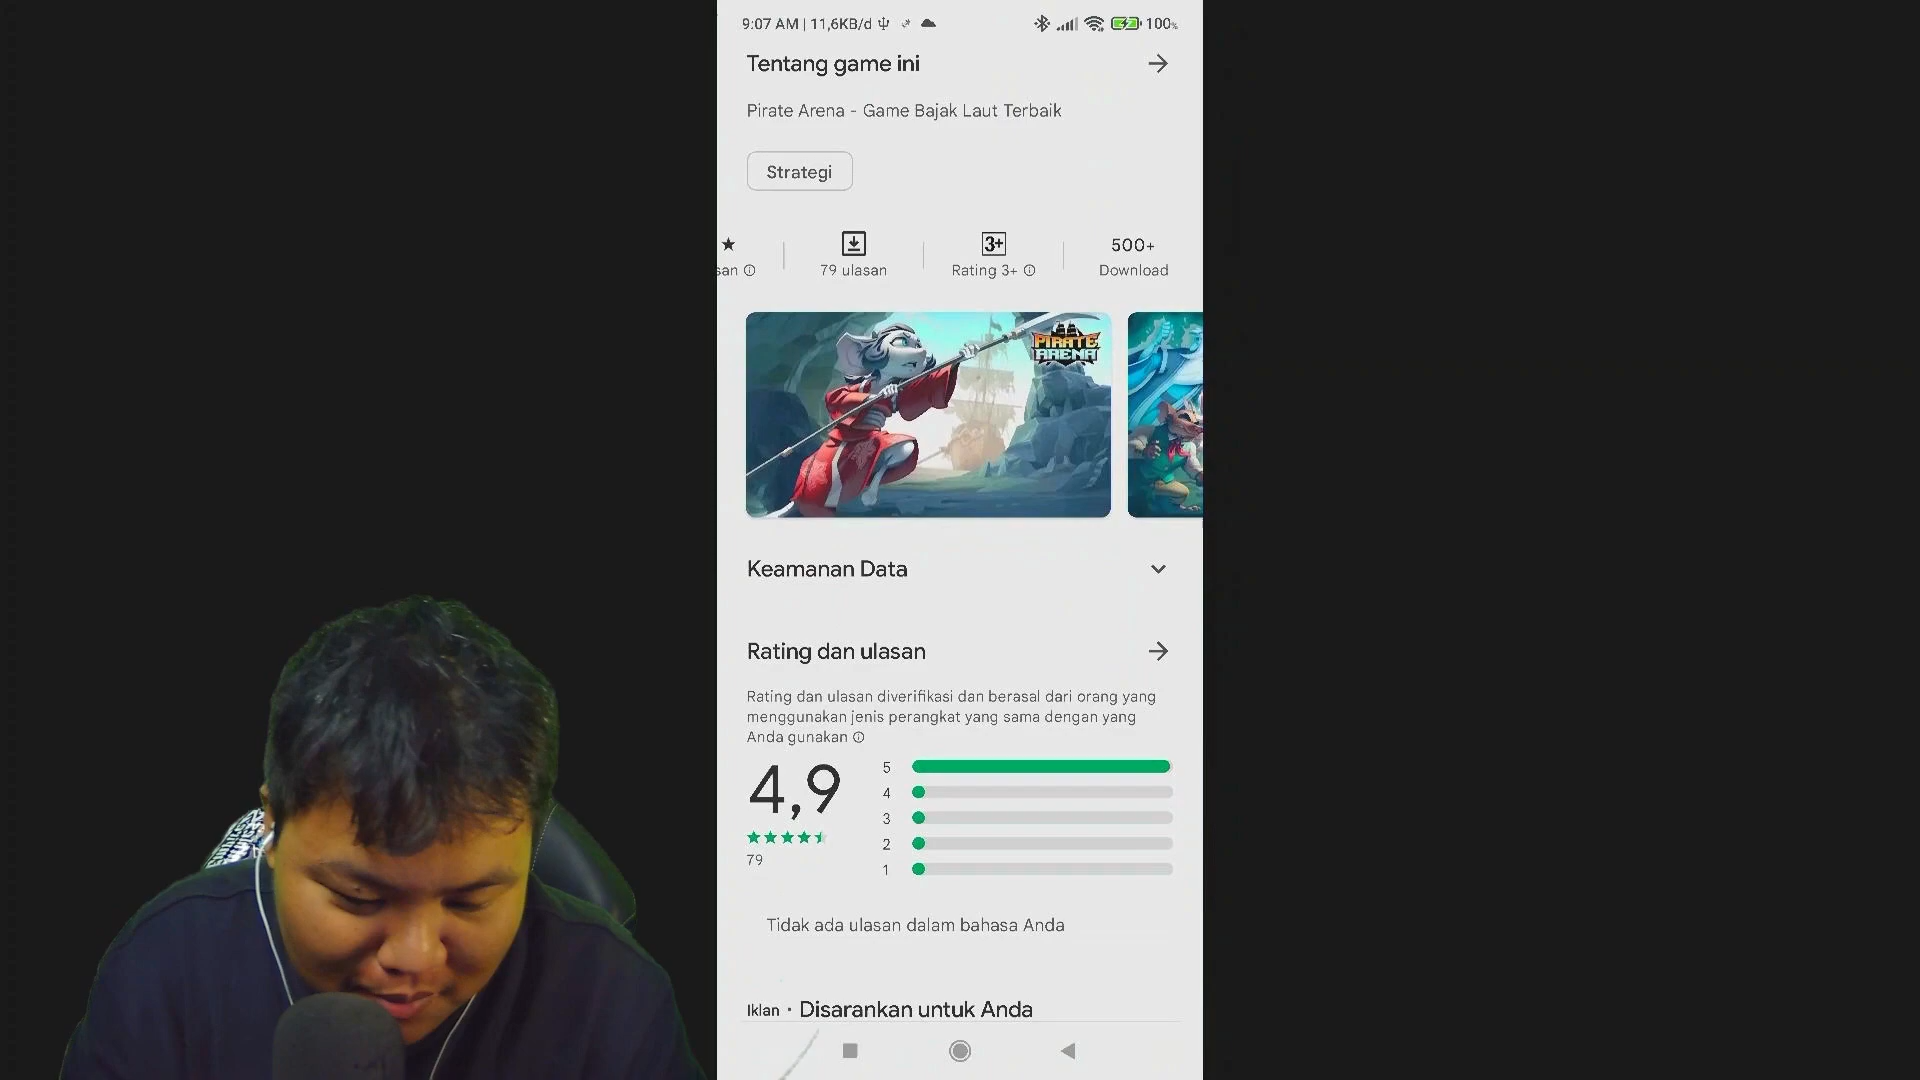 9:07 AM | 11,6KB/d
100%
Tentang game ini
Pirate Arena - Game Bajak Laut Terbaik
Strategi
79 ulasan
3+
Rating 3+
500+
Download
PIRATE
ARENA
Keamanan Data
Rating dan ulasan
Rating dan ulasan diverifikasi dan berasal dari orang yang
menggunakan jenis perangkat yang sama dengan yang
Anda gunakan
4,9
79
5
4
3
2
1
Tidak ada ulasan dalam bahasa Anda
Iklan · Disarankan untuk Anda